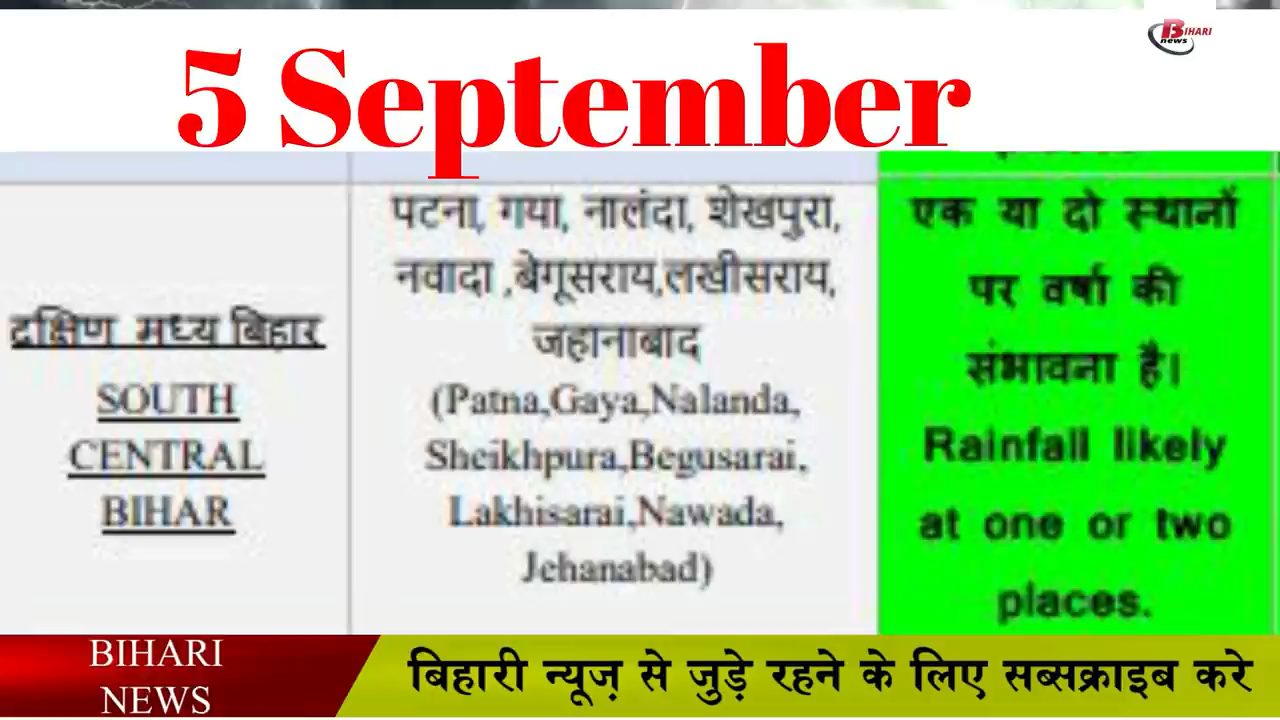 BIHARI
NEWS
5 September
दक्षिण मध्य बिहार
SOUTH
CENTRAL
BIHAR
पटना, गया, नालंदा, शेखपुरा,
नवादा ,बेगूसराय,लखीसराय,
जहानाबाद
(Patna,Gaya,Nalanda,
Sheikhpura,Begusarai,
Lakhisarai,Nawada,
Jehanabad)
एक या दो स्थानों
पर वर्षा की
संभावना है।
Rainfall likely
at one or two
places.
BIHARI
NEWS
बिहारी न्यूज़ से जुड़े रहने के लिए सब्सक्राइब करे